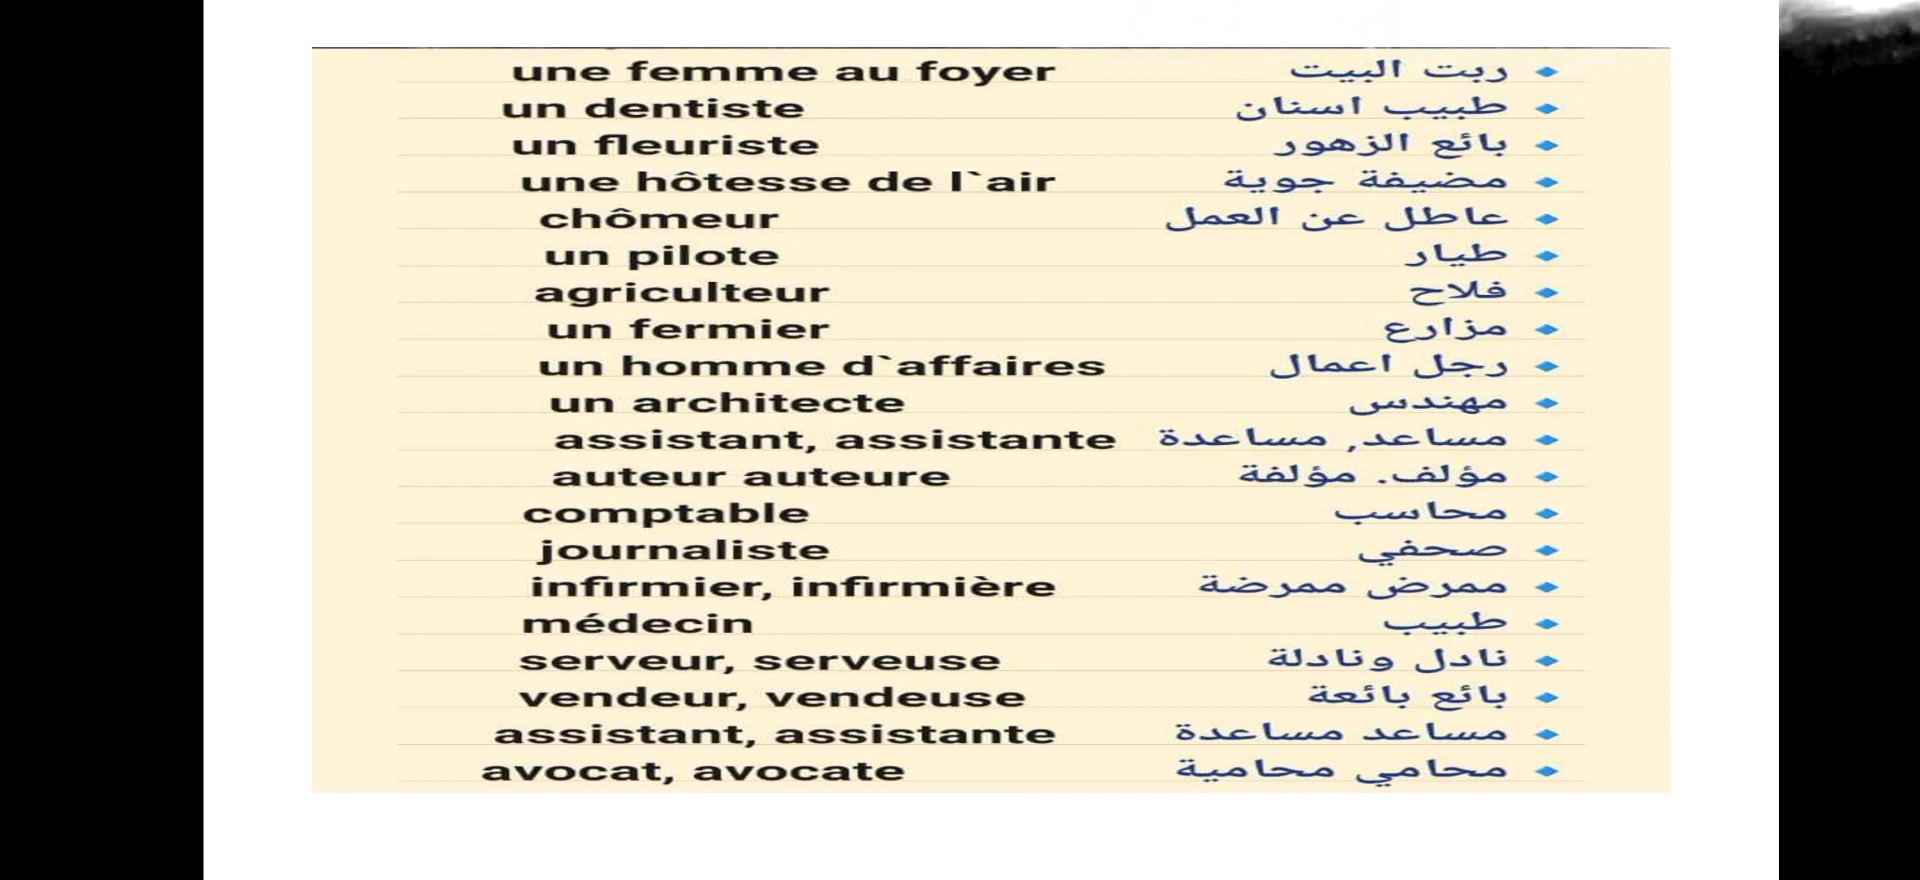 une femme au foyer ربت البيت
un dentiste طبيب اسنان
un fleuriste بائع الزهور
une hôtesse de l`air مضيفة جوية
chômeur عاطل عن العمل
un pilote طيار
agriculteur فلاح
un fermier مزارع
un homme d`affaires رجل اعمال
un architecte مهندس
assistant, assistante مساعد, مساعدة
auteur auteure مؤلف. مؤلفة
comptable محاسب
journaliste صحفي
infirmier, infirmière ممرض ممرضة
médecin طبيب
serveur, serveuse نادل ونادلة
vendeur, vendeuse بائع بائعة
assistant, assistante مساعد مساعدة
avocat, avocate محامي محامية